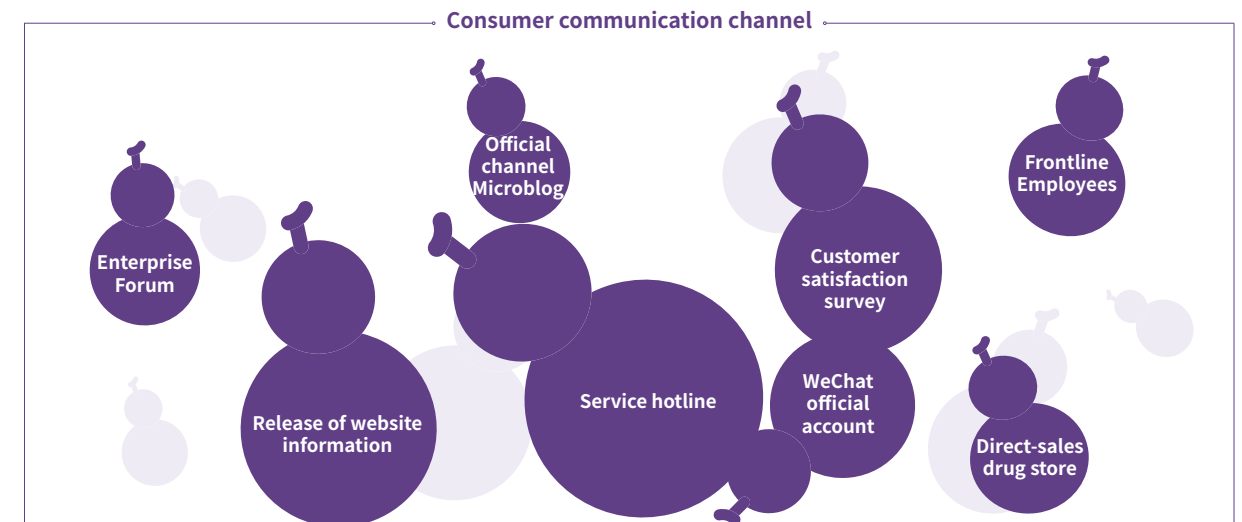 Consumer communication channel
Official
channel
Microblog
Frontline
Employees
Enterprise
Forum
Customer
satisfaction
survey
Release of website
information
Service hotline
WeChat
official
account
Direct-sales
drug store